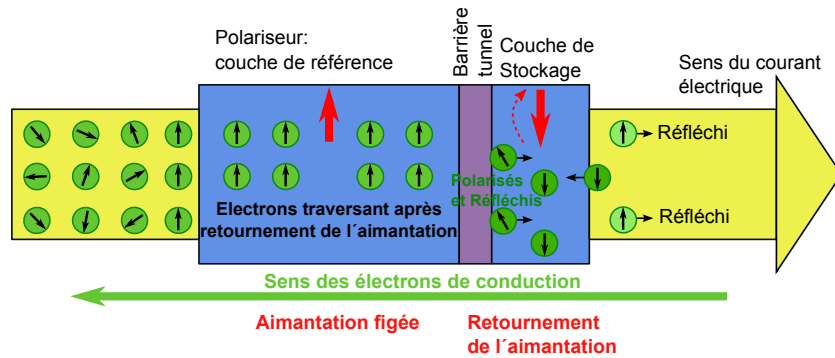 Polariseur:
couche de référence
Barrière
tunnel
Couche de
Stockage
Sens du courant
électrique
Réfléchi
Réfléchi
Polarisés
et Réfléchis
Electrons traversant après
retournement de l´aimantation
Sens des électrons de conduction
Aimantation figée
Retournement
de l´aimantation